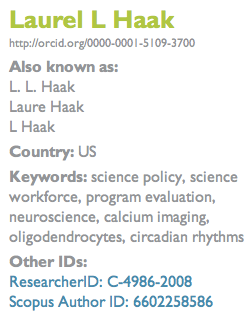 Laurel L Haak
http://orcid.org/0000-0001-5109-3700
Also known as:
L. L. Haak
Laure Haak
L Haak
Country: US
Keywords: science policy, science
workforce, program evaluation,
neuroscience, calcium imaging,
oligodendrocytes, circadian rhythms
Other IDs:
ResearcherID: C-4986-2008
Scopus Author ID: 6602258586